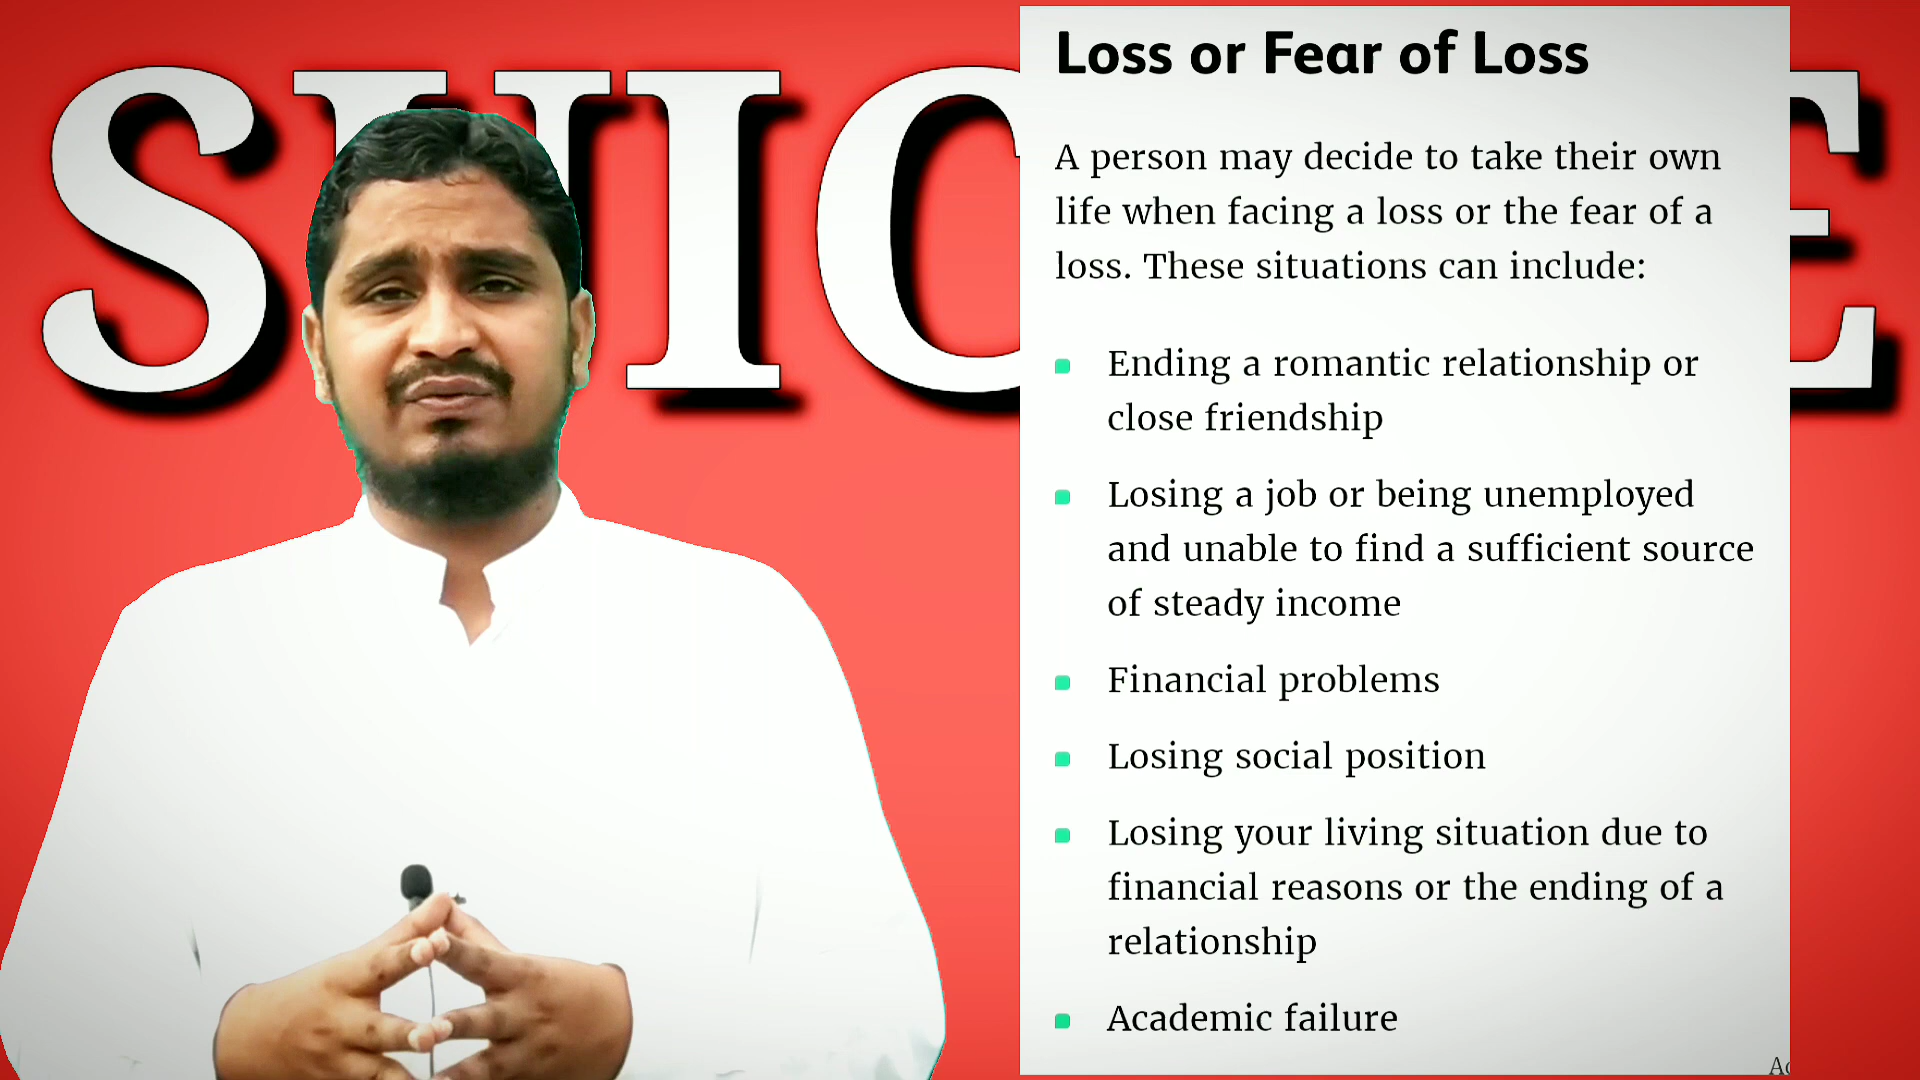 SUICIDE
Loss or Fear of Loss
A person may decide to take their own
life when facing a loss or the fear of a
loss. These situations can include:
Ending a romantic relationship or
close friendship
Losing a job or being unemployed
and unable to find a sufficient source
of steady income
Financial problems
Losing social position
Losing your living situation due to
financial reasons or the ending of a
relationship
Academic failure